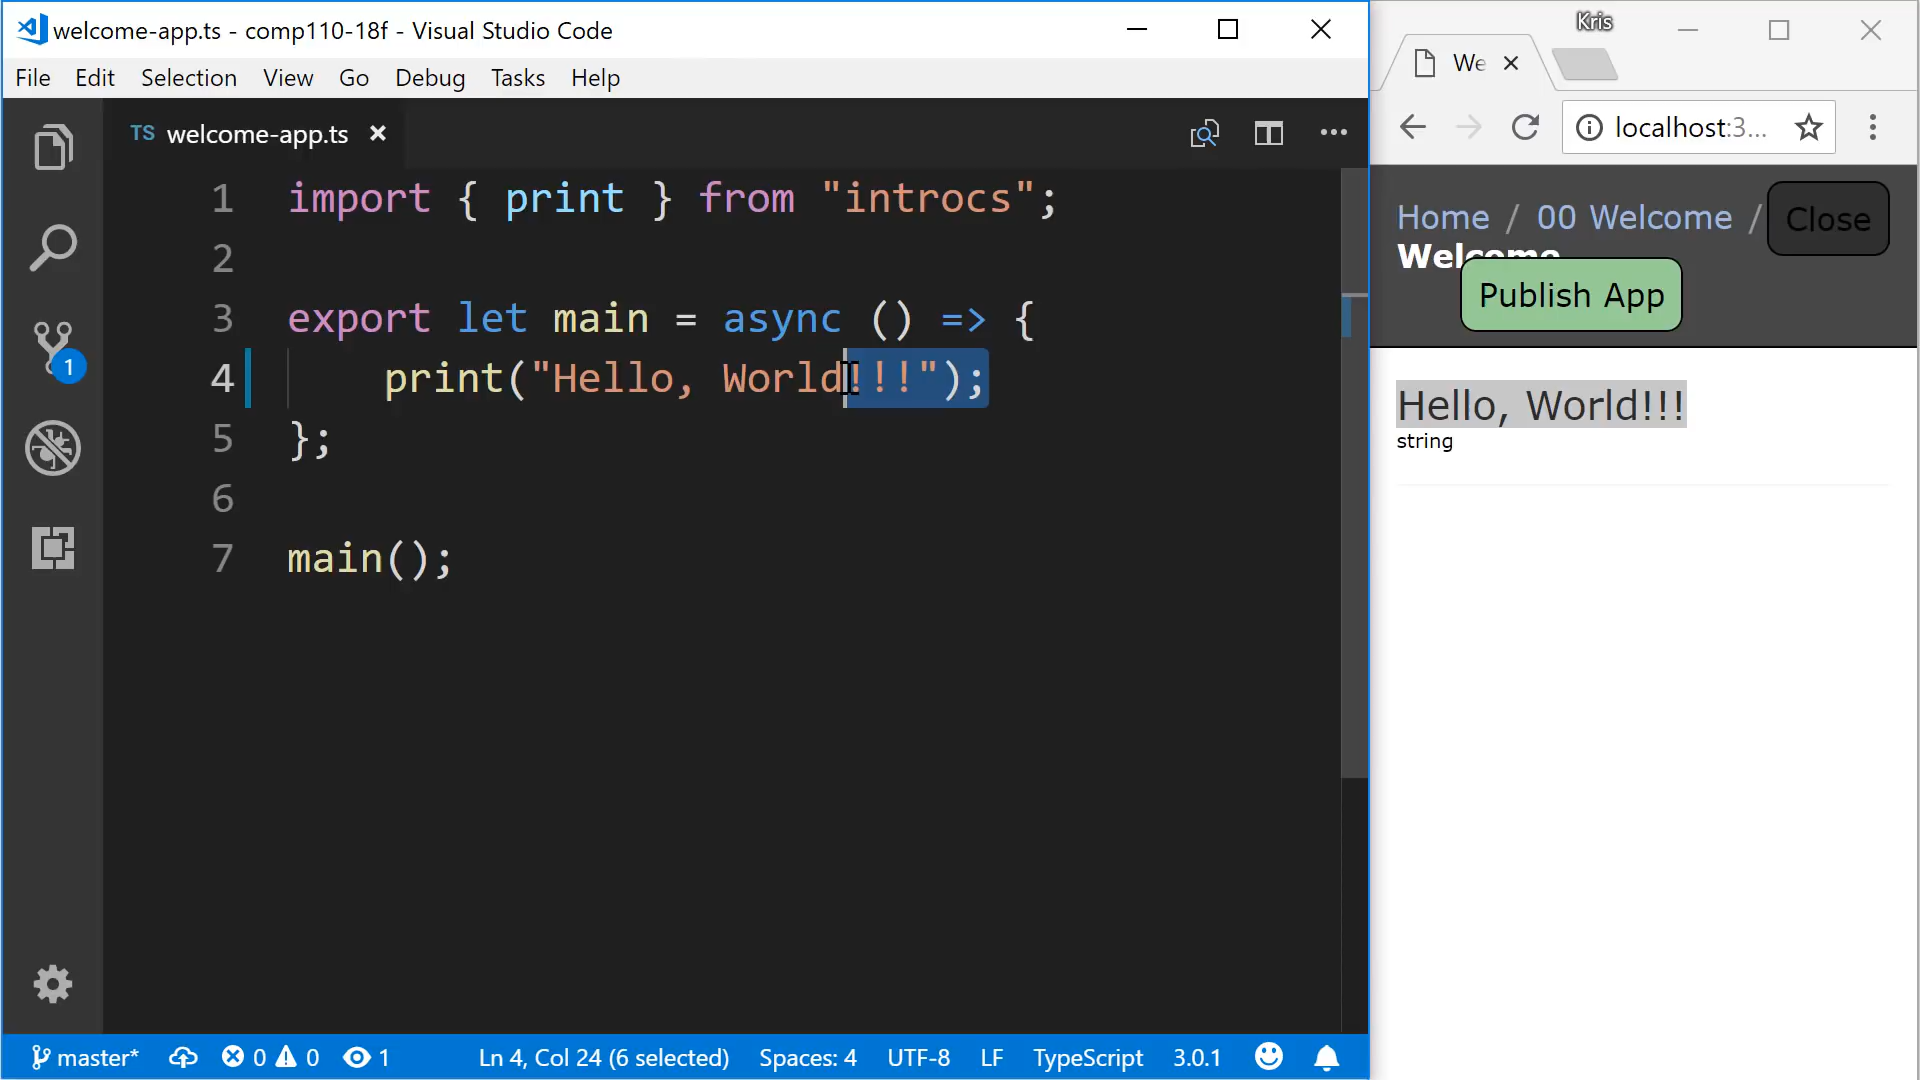 welcome-app.ts - comp110-18f - Visual Studio Code
File Edit Selection View Go Debug Tasks Help
TS welcome-app.ts
1 import { print } from "introcs";
2
3 export let main = async () => {
4 print("Hello, World!!!");
5 };
6
7 main();
1
master* 0 0 1 Ln 4, Col 24 (6 selected) Spaces: 4 UTF-8 LF TypeScript 3.0.1
Kris
We
localhost:3...
Home / 00 Welcome /
Welcome
Close
Publish App
Hello, World!!!
string